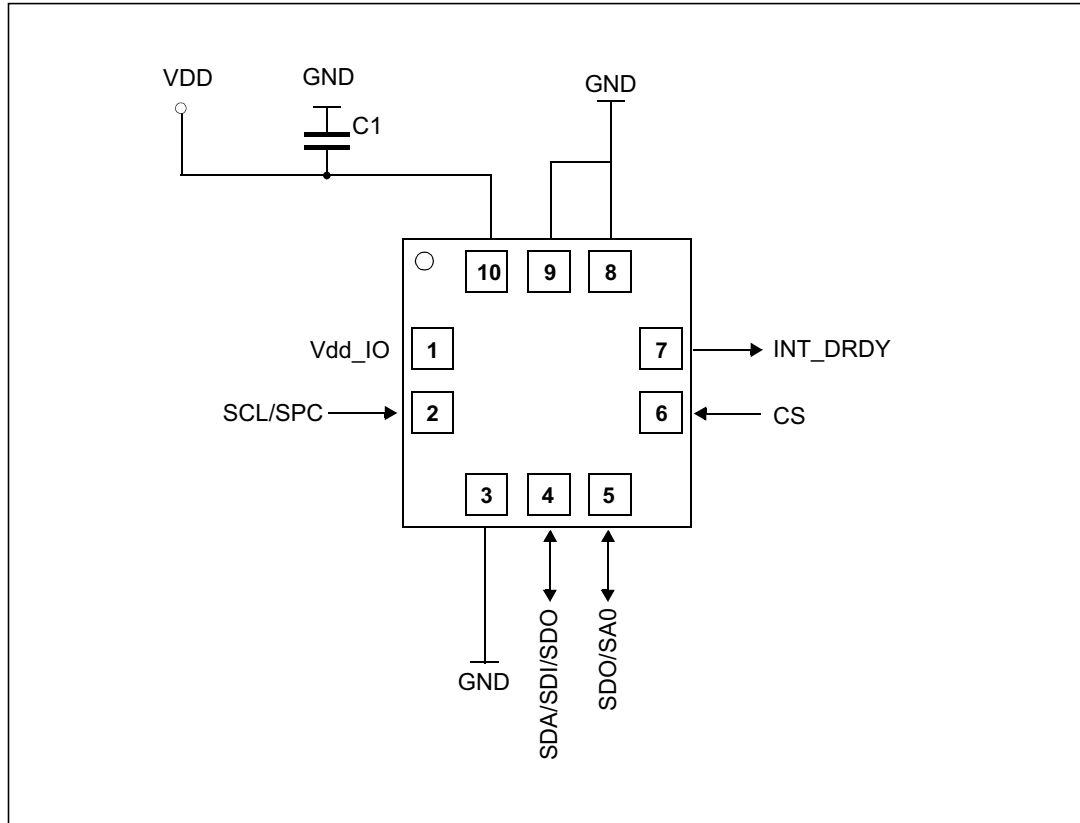 VDD
GND
GND
C1
10
9
8
Vdd_IO
1
7
INT_DRDY
SCL/SPC
2
6
CS
3
4
5
GND
SDA/SDI/SDO
SDO/SA0